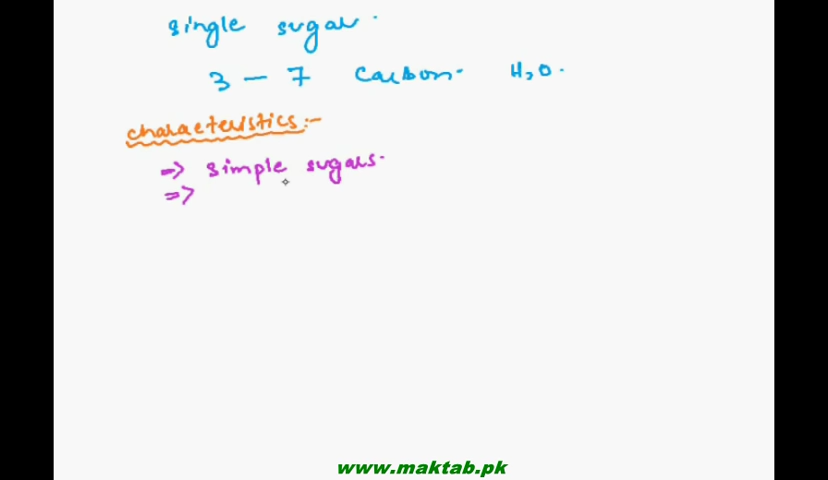 single sugar.
3 — 7 Carbon. H2O.
characteristics:-
=> simple sugars.
=>
www.maktab.pk